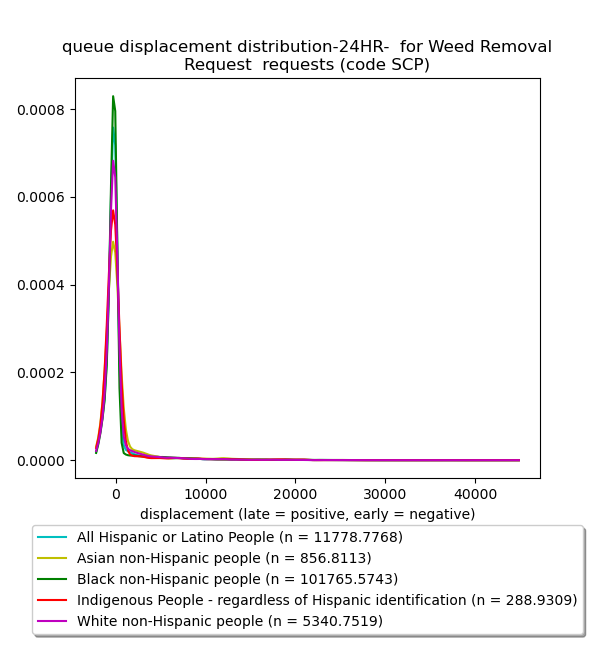 queue displacement distribution-24HR-  for Weed Removal
Request  requests (code SCP)
0.0008
0.0006
0.0004
0.0002
0.0000
0 10000 20000 30000 40000
displacement (late = positive, early = negative)
All Hispanic or Latino People (n = 11778.7768)
Asian non-Hispanic people (n = 856.8113)
Black non-Hispanic people (n = 101765.5743)
Indigenous People - regardless of Hispanic identification (n = 288.9309)
White non-Hispanic people (n = 5340.7519)